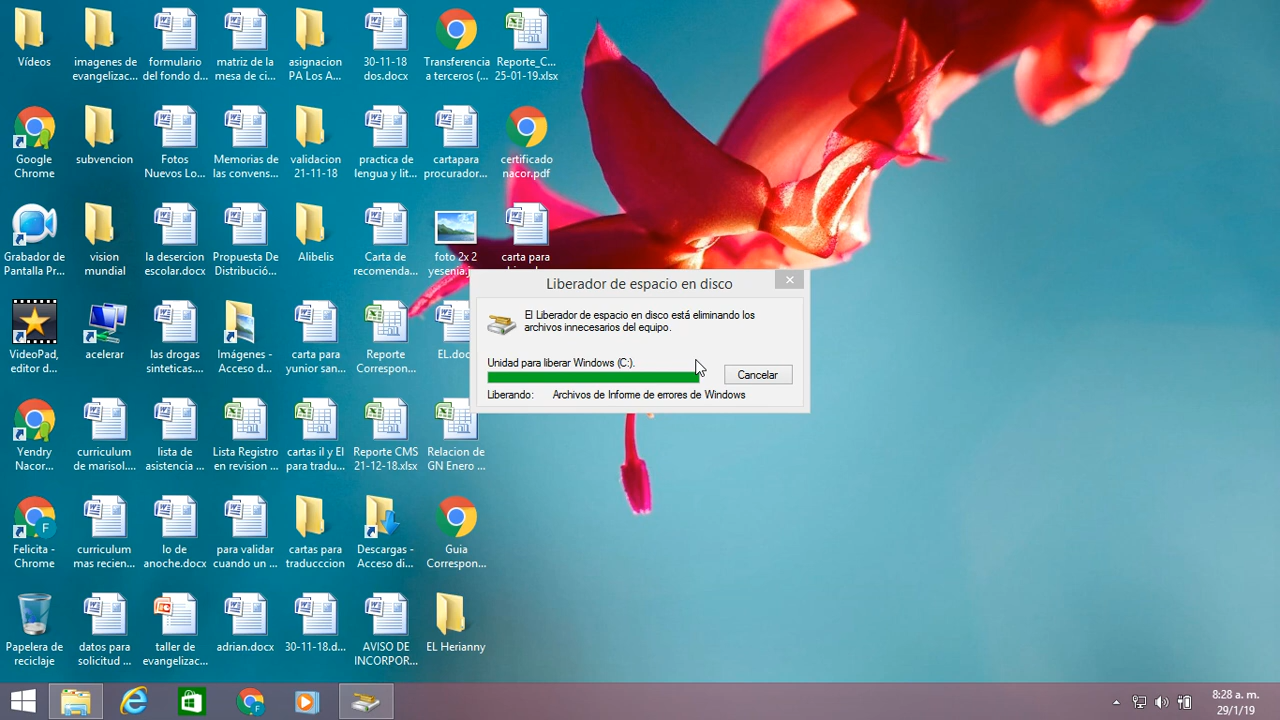 Vídeos
imagenes de
evangelizac...
formulario
del fondo d...
matriz de la
mesa de ci...
asignacion
PA Los A...
30-11-18
dos.docx
Transferencia
a terceros (...
Reporte_C...
25-01-19.xlsx
Google
Chrome
subvencion
Fotos
Nuevos Lo...
Memorias de
las convens...
validacion
21-11-18
practica de
lengua y lit...
cartapara
procurador...
certificado
nacor.pdf
Grabador de
Pantalla Pr...
vision
mundial
la desercion
escolar.docx
Propuesta De
Distribució...
Alibelis
Carta de
recomenda...
foto 2x 2
yesenia.j
carta para
Liberador de espacio en disco
El Liberador de espacio en disco está eliminando los
archivos innecesarios del equipo.
Unidad para liberar Windows (C:).
Cancelar
Liberando: Archivos de Informe de errores de Windows
VideoPad,
editor d...
acelerar
las drogas
sinteticas....
Imágenes -
Acceso d...
carta para
yunior san...
Reporte
Correspon...
EL.doc
Yendry
Nacor...
curriculum
de marisol....
lista de
asistencia ...
Lista Registro
en revision ...
cartas il y El
para tradu...
Reporte CMS
21-12-18.xlsx
Relacion de
GN Enero ...
F
Felicita -
Chrome
curriculum
mas recien...
lo de
anoche.docx
para validar
cuando un ...
cartas para
traducccion
Descargas -
Acceso di...
Guia
Correspon...
Papelera de
reciclaje
datos para
solicitud ...
taller de
evangelizac...
adrian.docx
30-11-18.d...
AVISO DE
INCORPOR...
EL Herianny
F
8:28 a. m.
29/1/19